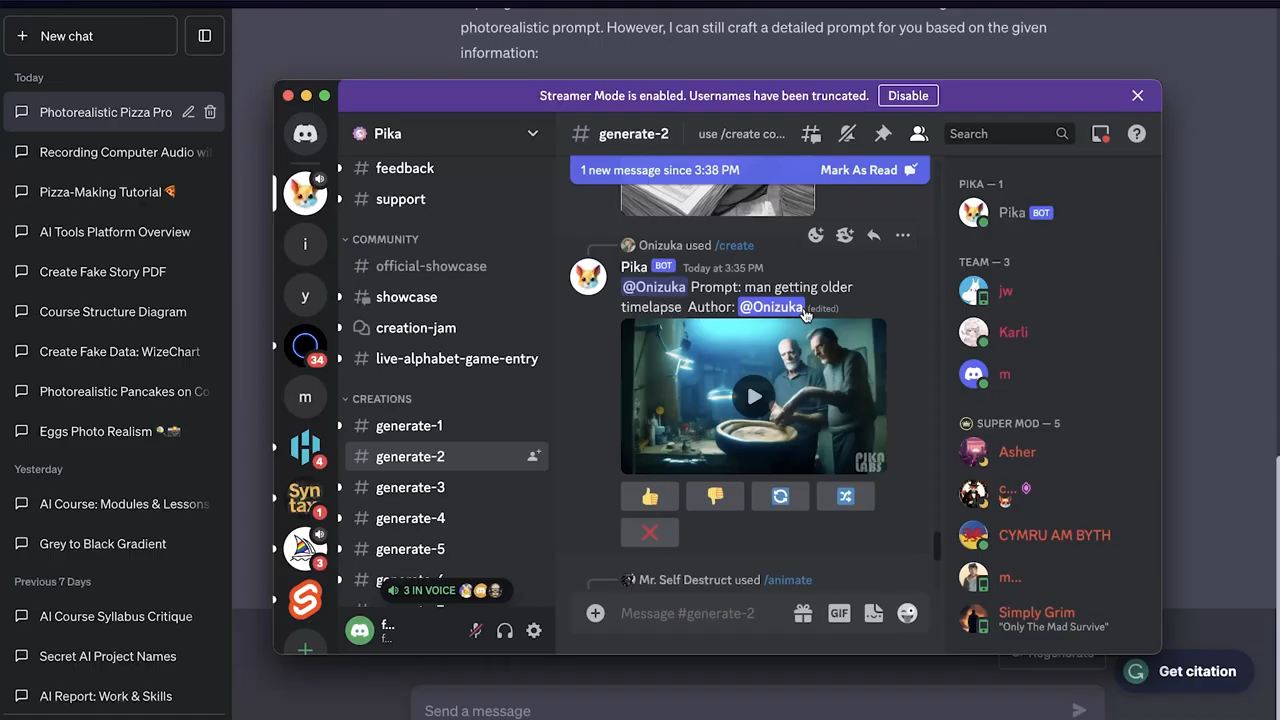 photorealistic prompt. However, I can still craft a detailed prompt for you based on the given
information:
New chat
Today
Photorealistic Pizza Pro
Recording Computer Audio wi
Pizza-Making Tutorial
AI Tools Platform Overview
Create Fake Story PDF
Cookie Structure Diagram
Create Fake Data: WizeChart
Photorealistic Pancakes on Co
Eggs Photo Realism
Yesterday
AI Course: Modules & Lessons
Grey to Black Gradient
Previous 7 Days
AI Course Syllabus Critique
Secret AI Project Names
AI Report: Work & Skills
Streamer Mode is enabled. Usernames have been truncated.
Disable
i
y
34
m
4
Syn
tax
1
3
Pika
feedback
support
COMMUNITY
official-showcase
showcase
creation-jam
live-alphabet-game-entry
CREATIONS
generate-1
generate-2
generate-3
generate-4
generate-5
3 IN VOICE
f...
f...
generate-2
use /create co...
Search
1 new message since 3:38 PM
Mark As Read
Onizuka used /create
Pika BOT Today at 3:35 PM
@Onizuka Prompt: man getting older
timelapse Author: @Onizuka (edited)
PIKA
LABS
Mr. Self Destruct used /animate
Message #generate-2
GIF
PIKA — 1
Pika BOT
TEAM — 3
jw
Karli
m
SUPER MOD — 5
Asher
c...
CYMRU AM BYTH
m...
Simply Grim
"Only The Mad Survive"
Regenerate
Get citation
Send a message